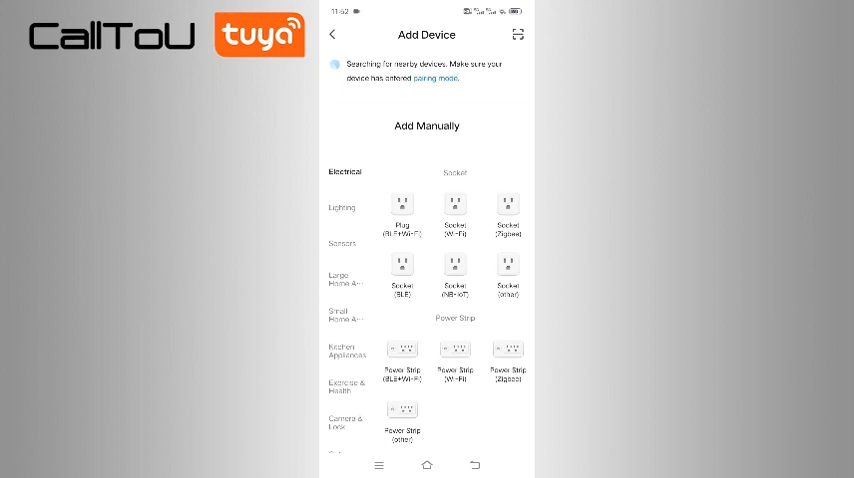 CallToU
tuya
11:52
Add Device
Searching for nearby devices. Make sure your
device has entered pairing mode.
Add Manually
Electrical
Socket
Lighting
Plug
(BLE+Wi-Fi)
Socket
(Wi-Fi)
Socket
(Zigbee)
Sensors
Large
Home A...
Socket
(BLE)
Socket
(NB-IoT)
Socket
(other)
Small
Home A...
Power Strip
Kitchen
Appliances
Power Strip
(BLE+Wi-Fi)
Power Strip
(Wi-Fi)
Power Strip
(Zigbee)
Exercise &
Health
Camera &
Lock
Power Strip
(other)